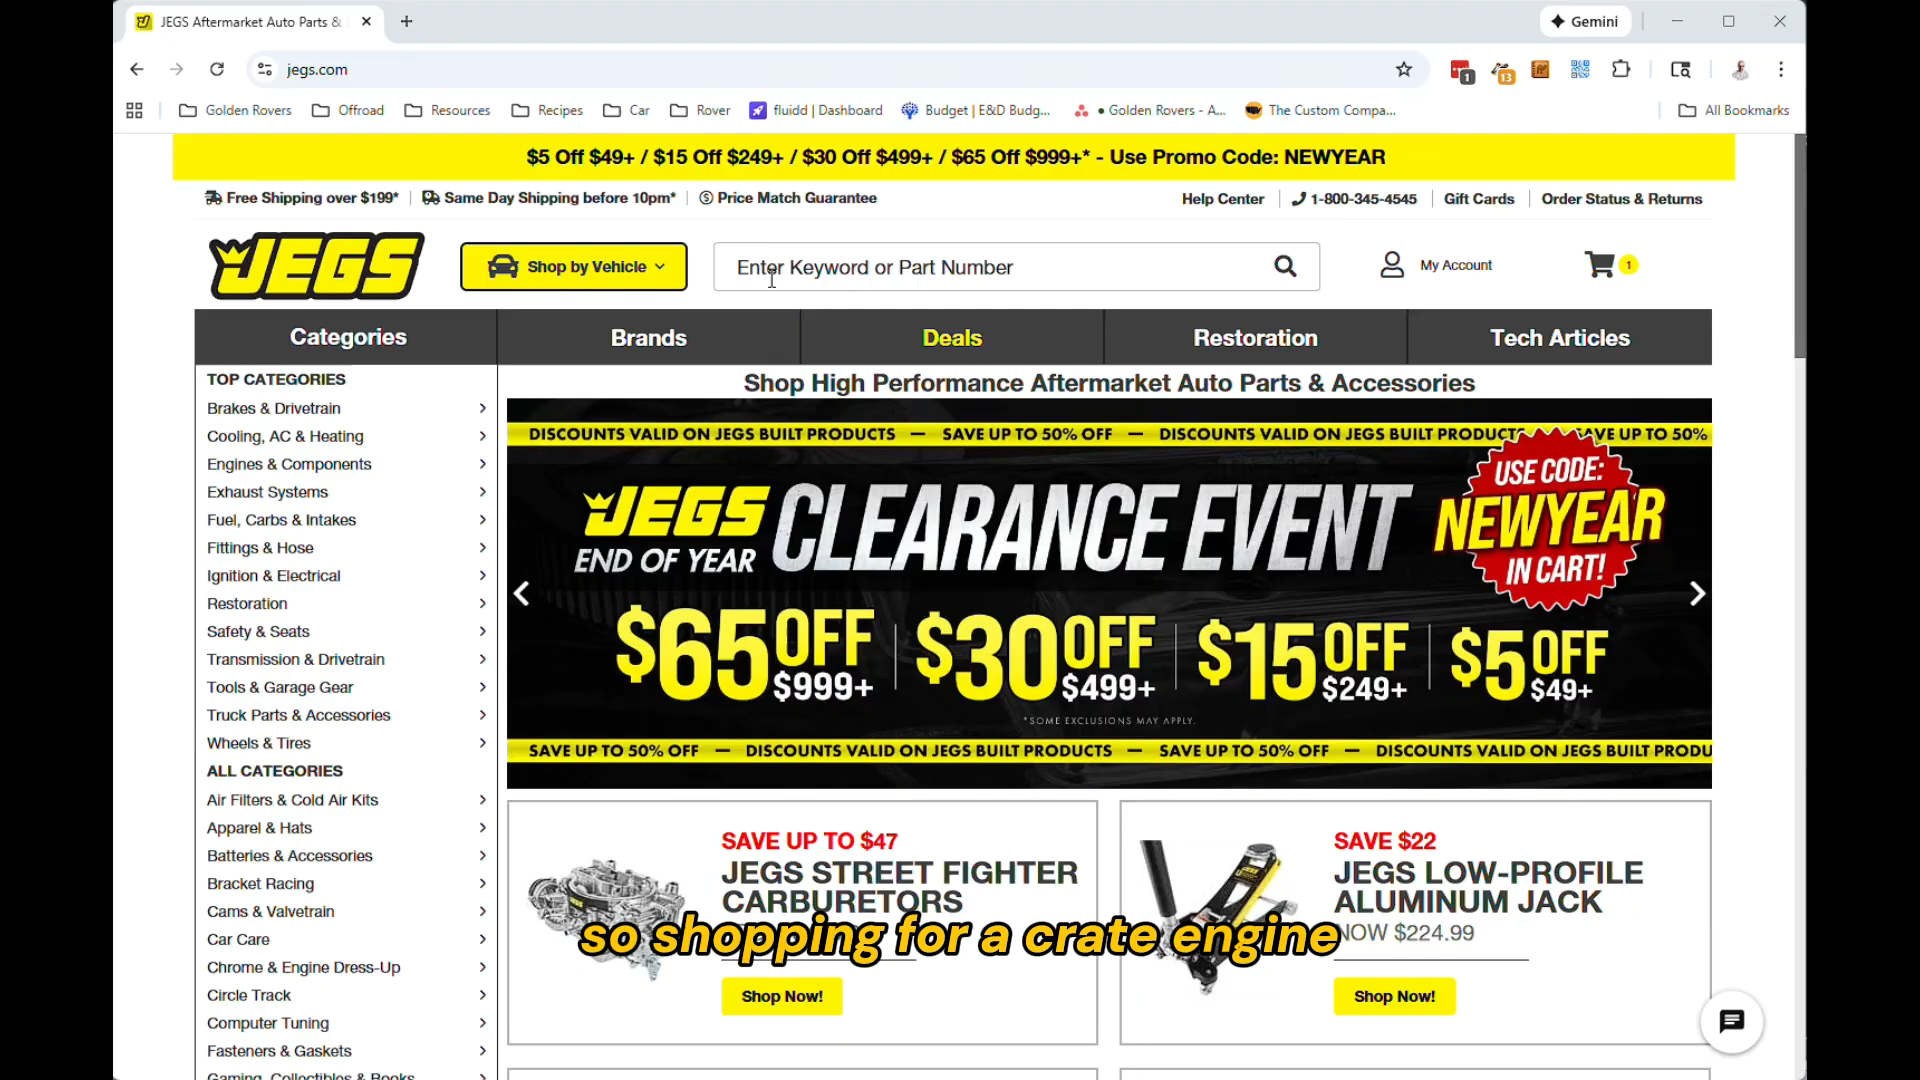 JEGS Aftermarket Auto Parts &
Gemini
jegs.com
1
13
Golden Rovers
Offroad
Resources
Recipes
Car
Rover
fluidd | Dashboard
Budget | E&D Budg...
• Golden Rovers - A...
The Custom Compa...
All Bookmarks
$5 Off $49+ / $15 Off $249+ / $30 Off $499+ / $65 Off $999+* - Use Promo Code: NEWYEAR
Free Shipping over $199*
Same Day Shipping before 10pm*
Price Match Guarantee
Help Center
1-800-345-4545
Gift Cards
Order Status & Returns
JEGS
Shop by Vehicle
Enter Keyword or Part Number
My Account
1
Categories
Brands
Deals
Restoration
Tech Articles
TOP CATEGORIES
Brakes & Drivetrain
Cooling, AC & Heating
Engines & Components
Exhaust Systems
Fuel, Carbs & Intakes
Fittings & Hose
Ignition & Electrical
Restoration
Safety & Seats
Transmission & Drivetrain
Tools & Garage Gear
Truck Parts & Accessories
Wheels & Tires
ALL CATEGORIES
Air Filters & Cold Air Kits
Apparel & Hats
Batteries & Accessories
Bracket Racing
Cams & Valvetrain
Car Care
Chrome & Engine Dress-Up
Circle Track
Computer Tuning
Fasteners & Gaskets
Gaming, Collectibles & Books
Shop High Performance Aftermarket Auto Parts & Accessories
DISCOUNTS VALID ON JEGS BUILT PRODUCTS — SAVE UP TO 50% OFF — DISCOUNTS VALID ON JEGS BUILT PRODUCTS SAVE UP TO 50%
JEGS
END OF YEAR
CLEARANCE EVENT
USE CODE:
NEWYEAR
IN CART!
$65 OFF $999+
$30 OFF $499+
$15 OFF $249+
$5 OFF $49+
*SOME EXCLUSIONS MAY APPLY.
SAVE UP TO 50% OFF — DISCOUNTS VALID ON JEGS BUILT PRODUCTS — SAVE UP TO 50% OFF — DISCOUNTS VALID ON JEGS BUILT PRODU
SAVE UP TO $47
JEGS STREET FIGHTER
CARBURETORS
Shop Now!
SAVE $22
JEGS LOW-PROFILE
ALUMINUM JACK
NOW $224.99
Shop Now!
so shopping for a crate engine